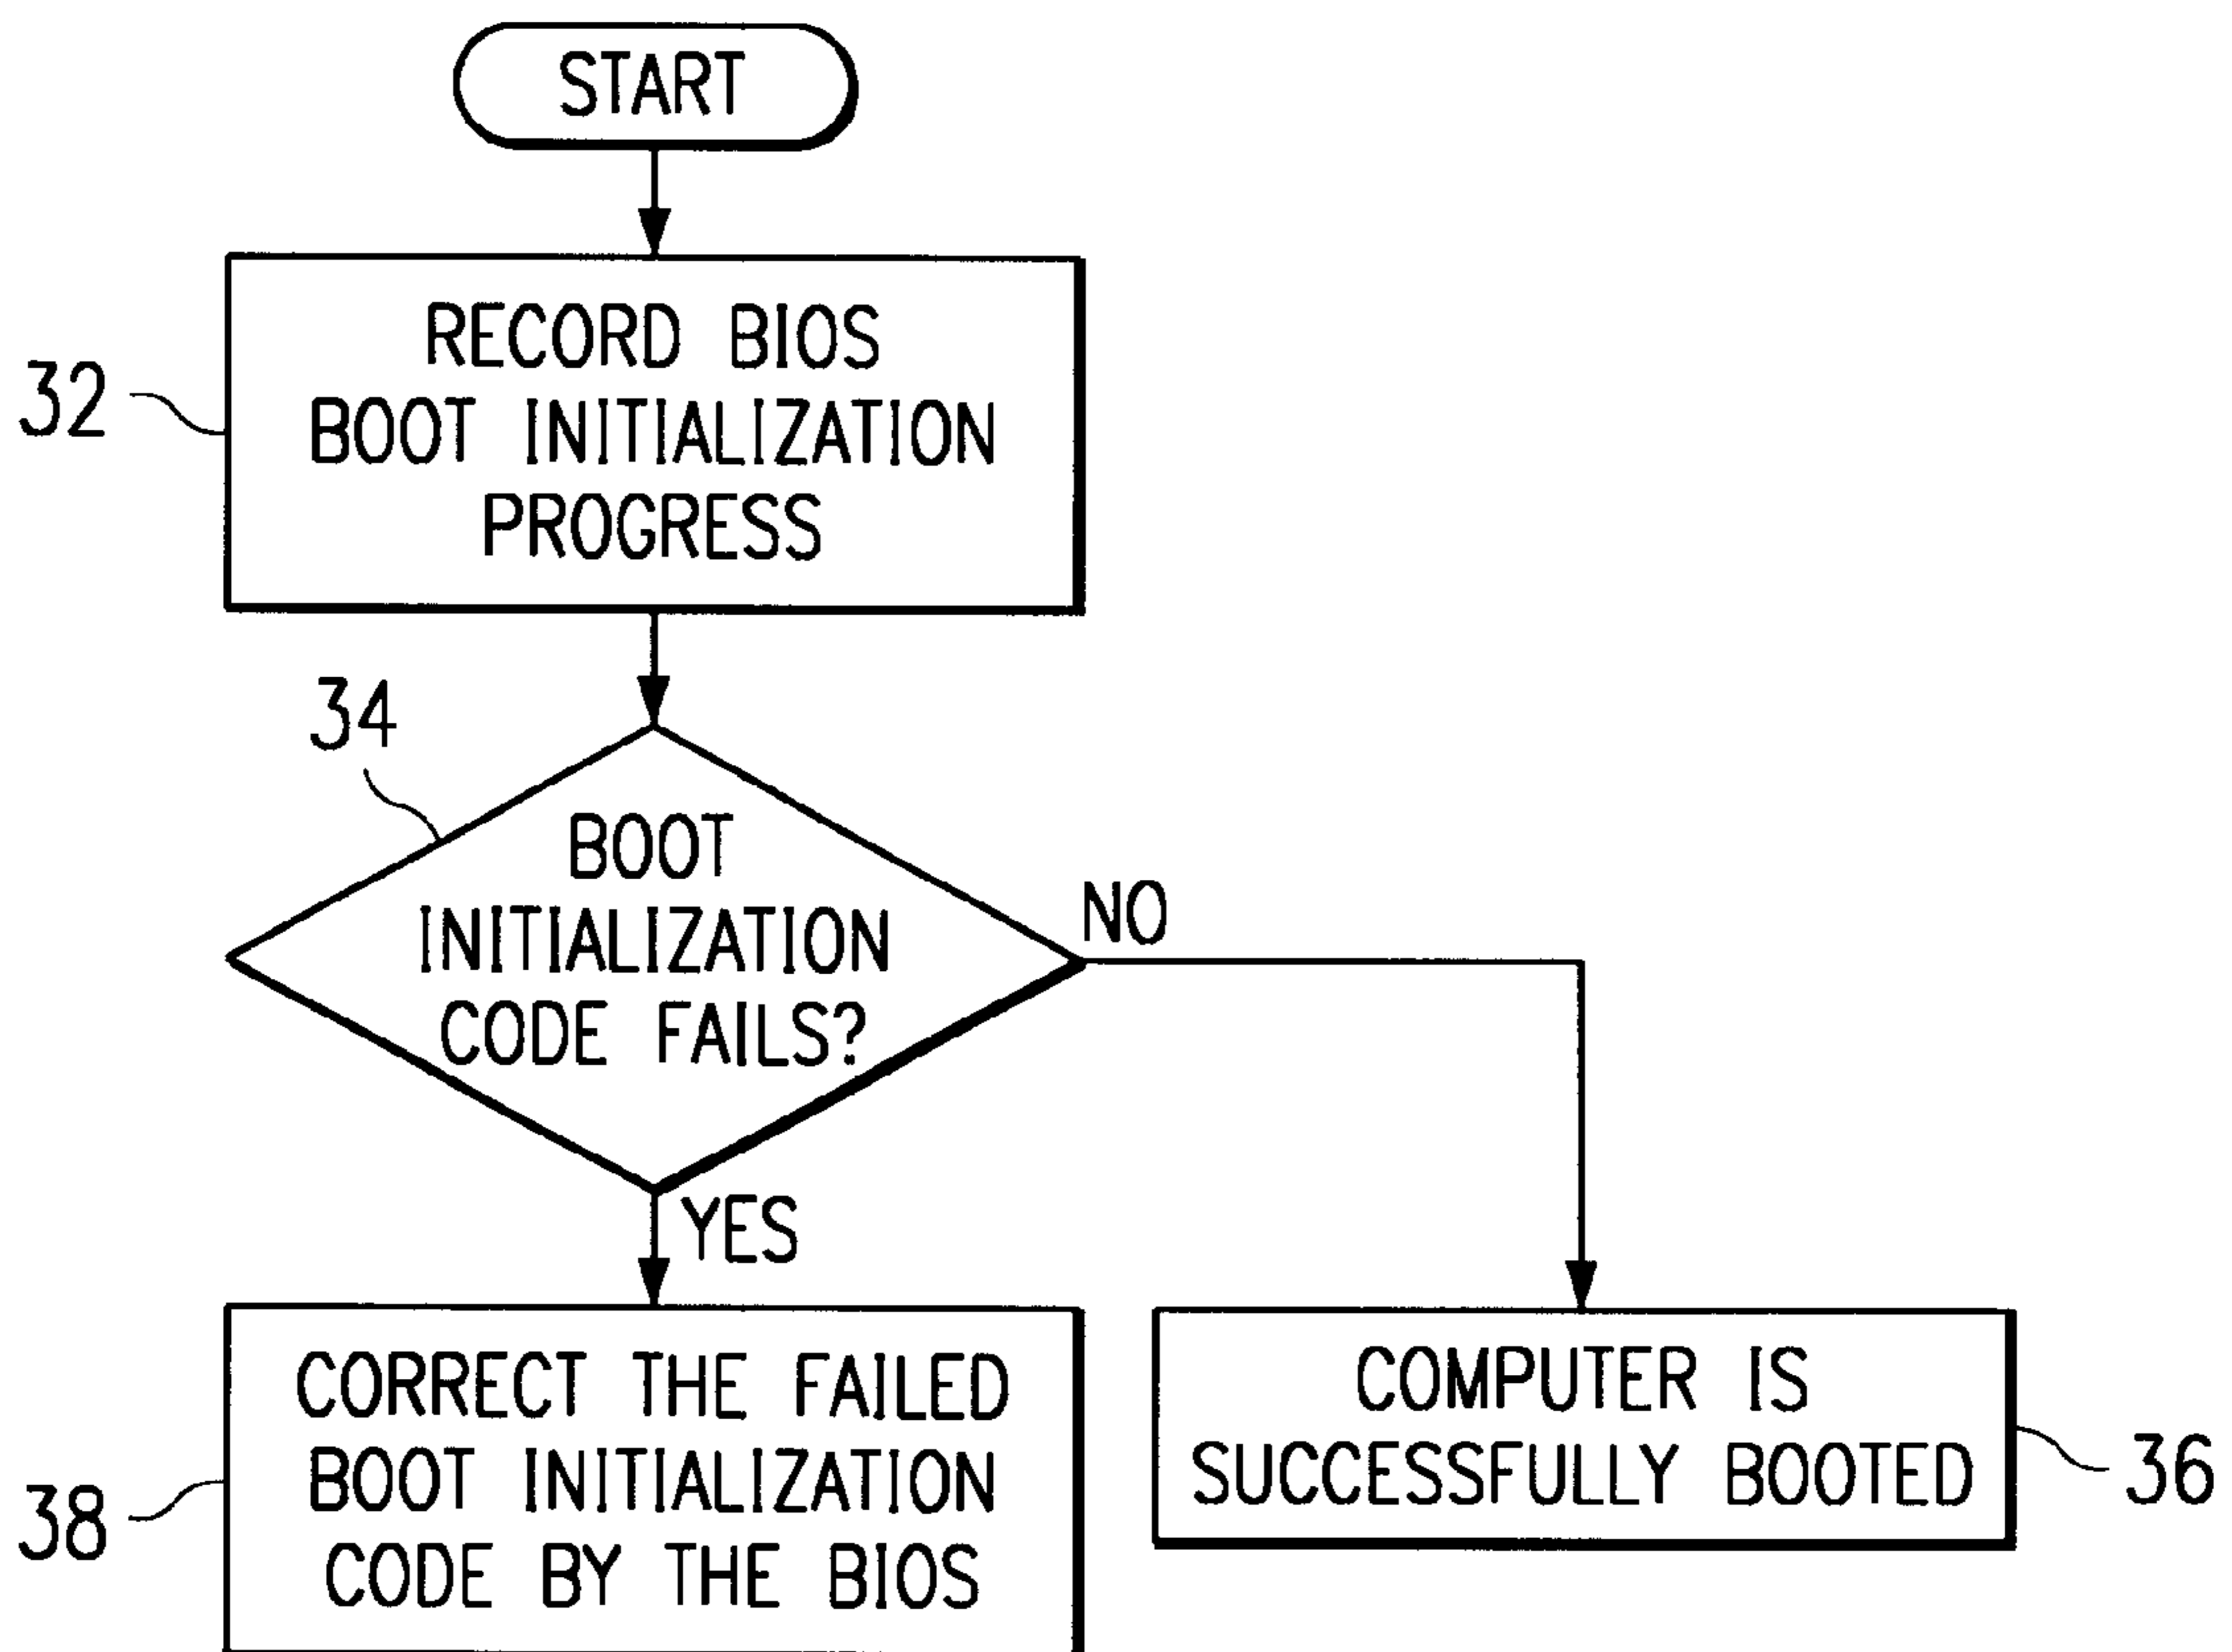 START
32
RECORD BIOS
BOOT INITIALIZATION
PROGRESS
34
BOOT
INITIALIZATION
CODE FAILS?
NO
YES
38
CORRECT THE FAILED
BOOT INITIALIZATION
CODE BY THE BIOS
COMPUTER IS
SUCCESSFULLY BOOTED
36